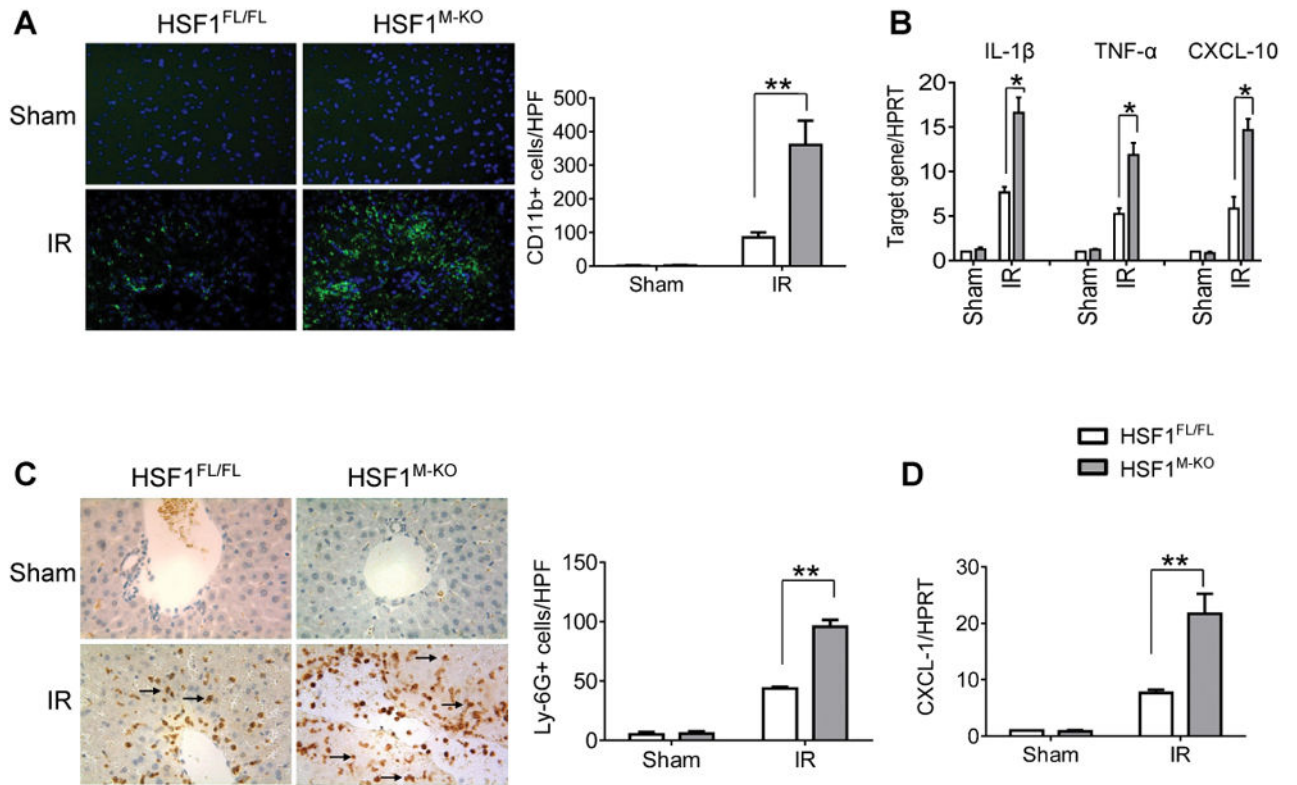 A
HSF1FL/FL
HSF1M-KO
Sham
IR
CD11b+ cells/HPF
500
400
300
200
100
0
**
Sham
IR
B
IL-1β
TNF-α
CXCL-10
Target gene/HPRT
20
15
10
5
0
*
*
*
Sham
IR
Sham
IR
Sham
IR
HSF1FL/FL
HSF1M-KO
C
HSF1FL/FL
HSF1M-KO
Sham
IR
Ly-6G+ cells/HPF
150
100
50
0
**
Sham
IR
D
CXCL-1/HPRT
30
20
10
0
**
Sham
IR